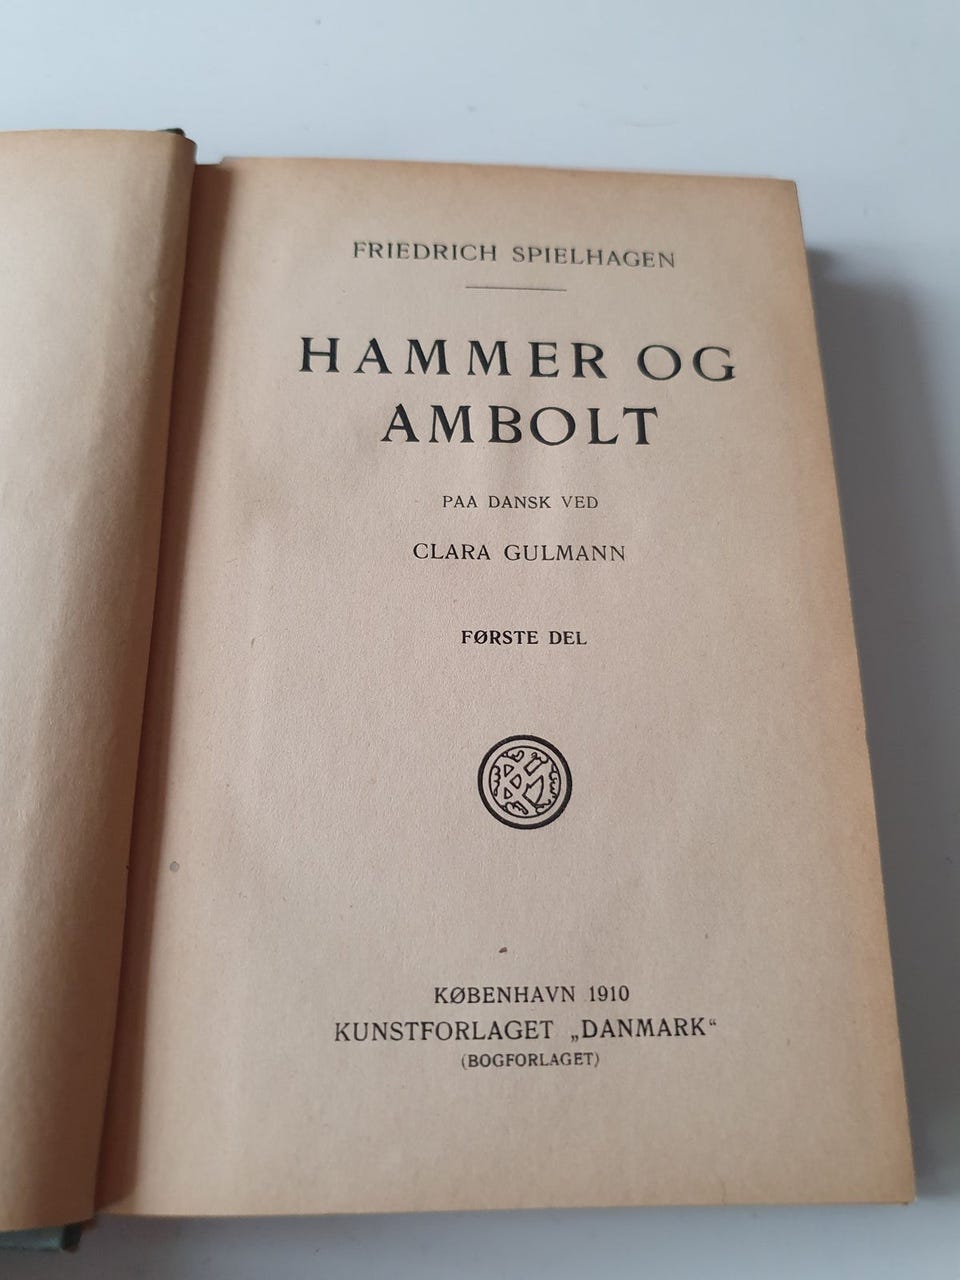 FRIEDRICH SPIELHAGEN
HAMMER OG
AMBOLT
PAA DANSK VED
CLARA GULMANN
FØRSTE DEL
KØBENHAVN 1910
KUNSTFORLAGET „DANMARK“
(BOGFORLAGET)